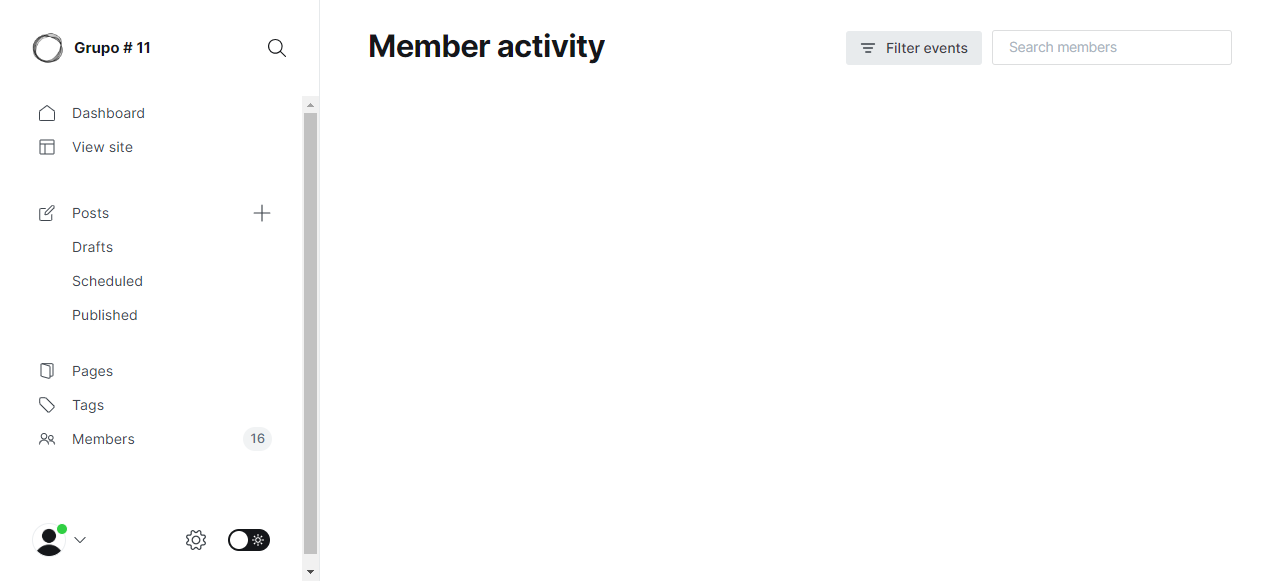 Grupo # 11
Dashboard
View site
Posts
Drafts
Scheduled
Published
Pages
Tags
Members 16
Member activity
Filter events
Search members